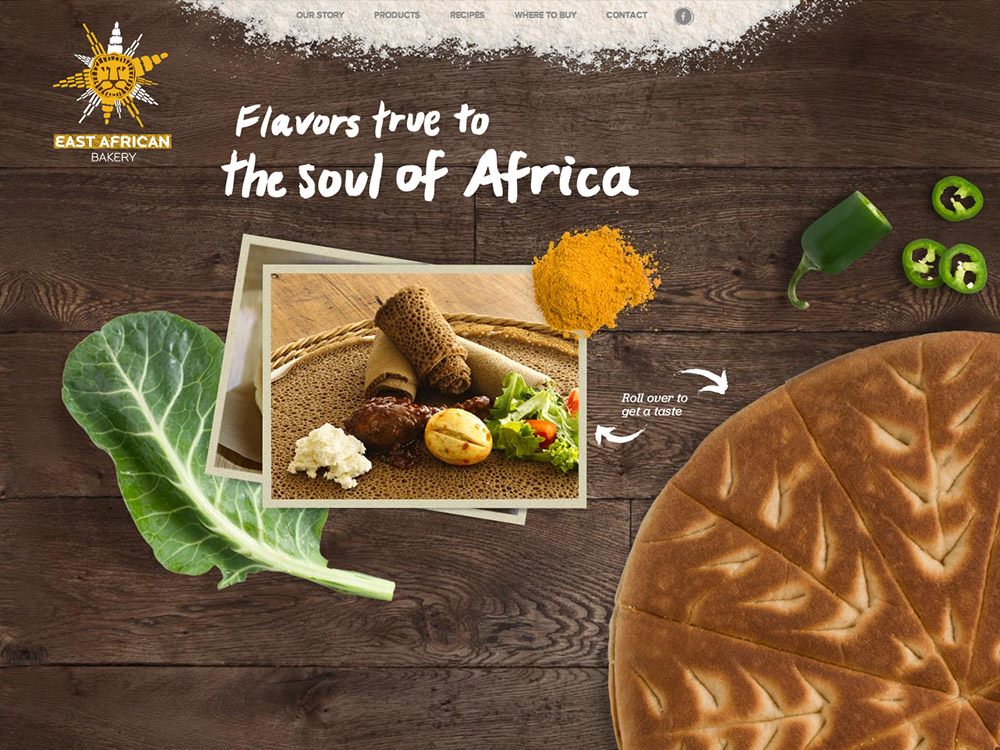 OUR STORY PRODUCTS RECIPES WHERE TO BUY CONTACT f
EAST AFRICAN
BAKERY
Flavors true to
the soul of Africa
Roll over to
get a taste